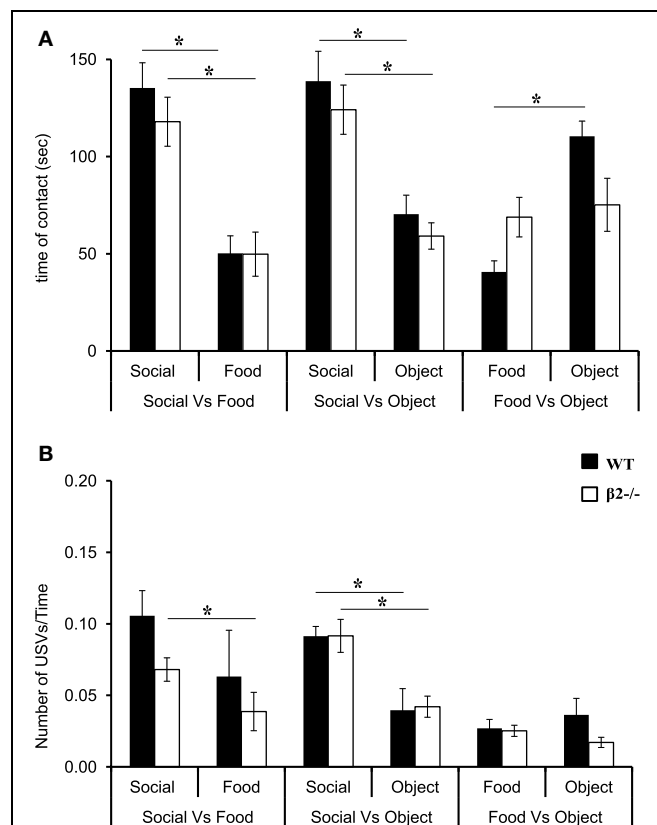 A
* * * * *
150
100
50
0
time of contact (sec)
Social Food Social Object Food Object
Social Vs Food Social Vs Object Food Vs Object
B
WT
β2-/-
0.20
0.15
0.10
0.05
0.00
Number of USVs/Time
* * *
Social Food Social Object Food Object
Social Vs Food Social Vs Object Food Vs Object